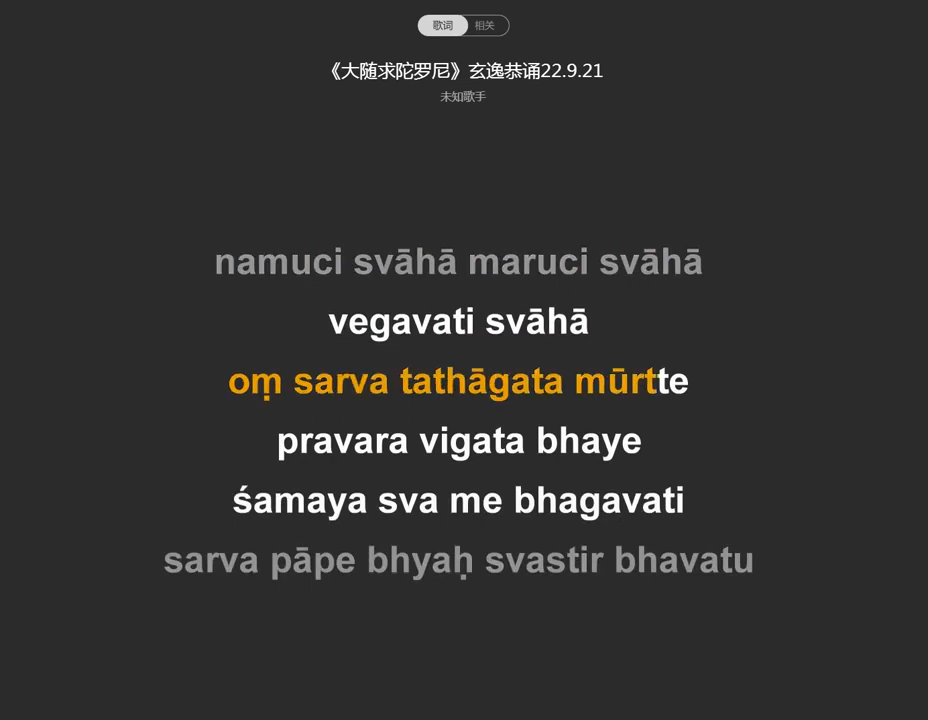 歌词 相关
《大随求陀罗尼》玄逸恭诵22.9.21
未知歌手
namuci svāhā maruci svāhā
vegavati svāhā
oṃ sarva tathāgata mūrtte
pravara vigata bhaye
śamaya sva me bhagavati
sarva pāpe bhyaḥ svastir bhavatu